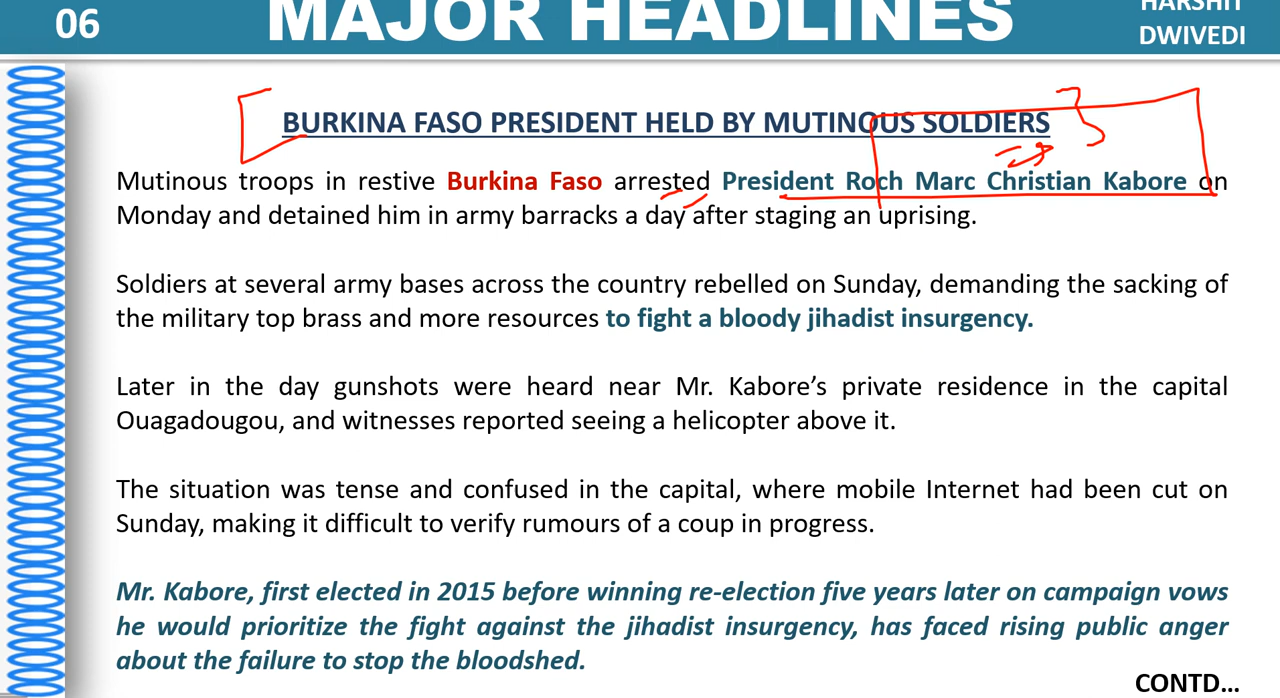 06
MAJOR HEADLINES
HARSHIT
DWIVEDI
BURKINA FASO PRESIDENT HELD BY MUTINOUS SOLDIERS
Mutinous troops in restive Burkina Faso arrested President Roch Marc Christian Kabore on
Monday and detained him in army barracks a day after staging an uprising.
Soldiers at several army bases across the country rebelled on Sunday, demanding the sacking of
the military top brass and more resources to fight a bloody jihadist insurgency.
Later in the day gunshots were heard near Mr. Kabore’s private residence in the capital
Ouagadougou, and witnesses reported seeing a helicopter above it.
The situation was tense and confused in the capital, where mobile Internet had been cut on
Sunday, making it difficult to verify rumours of a coup in progress.
Mr. Kabore, first elected in 2015 before winning re-election five years later on campaign vows
he would prioritize the fight against the jihadist insurgency, has faced rising public anger
about the failure to stop the bloodshed.
CONTD...